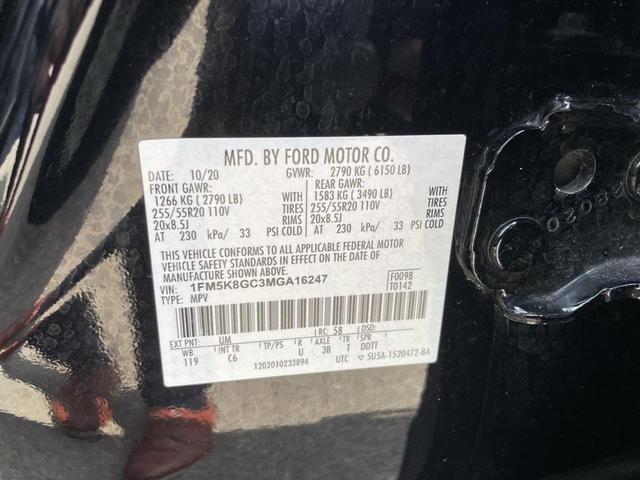 MFD. BY FORD MOTOR CO.
DATE: 10/20 GVWR: 2790 KG ( 6150 LB)
FRONT GAWR: REAR GAWR:
1266 KG ( 2790 LB) WITH 1583 KG ( 3490 LB) WITH
255/55R20 110V TIRES 255/55R20 110V TIRES
20x8.5J RIMS 20x8.5J RIMS
AT 230 kPa/ 33 PSI COLD AT 230 kPa/ 33 PSI COLD
THIS VEHICLE CONFORMS TO ALL APPLICABLE FEDERAL MOTOR
VEHICLE SAFETY STANDARDS IN EFFECT ON THE DATE OF
MANUFACTURE SHOWN ABOVE.
VIN: 1FM5K8GC3MGA16247 F0098
TYPE: MPV T0142
EXT PNT: UM RC: 58 DSO:
WB INT TR TP/PS R AXLE TR SPR
119 C6 U 3B T DDTT
1202010233894 UTC 5U5A-1520472-BA